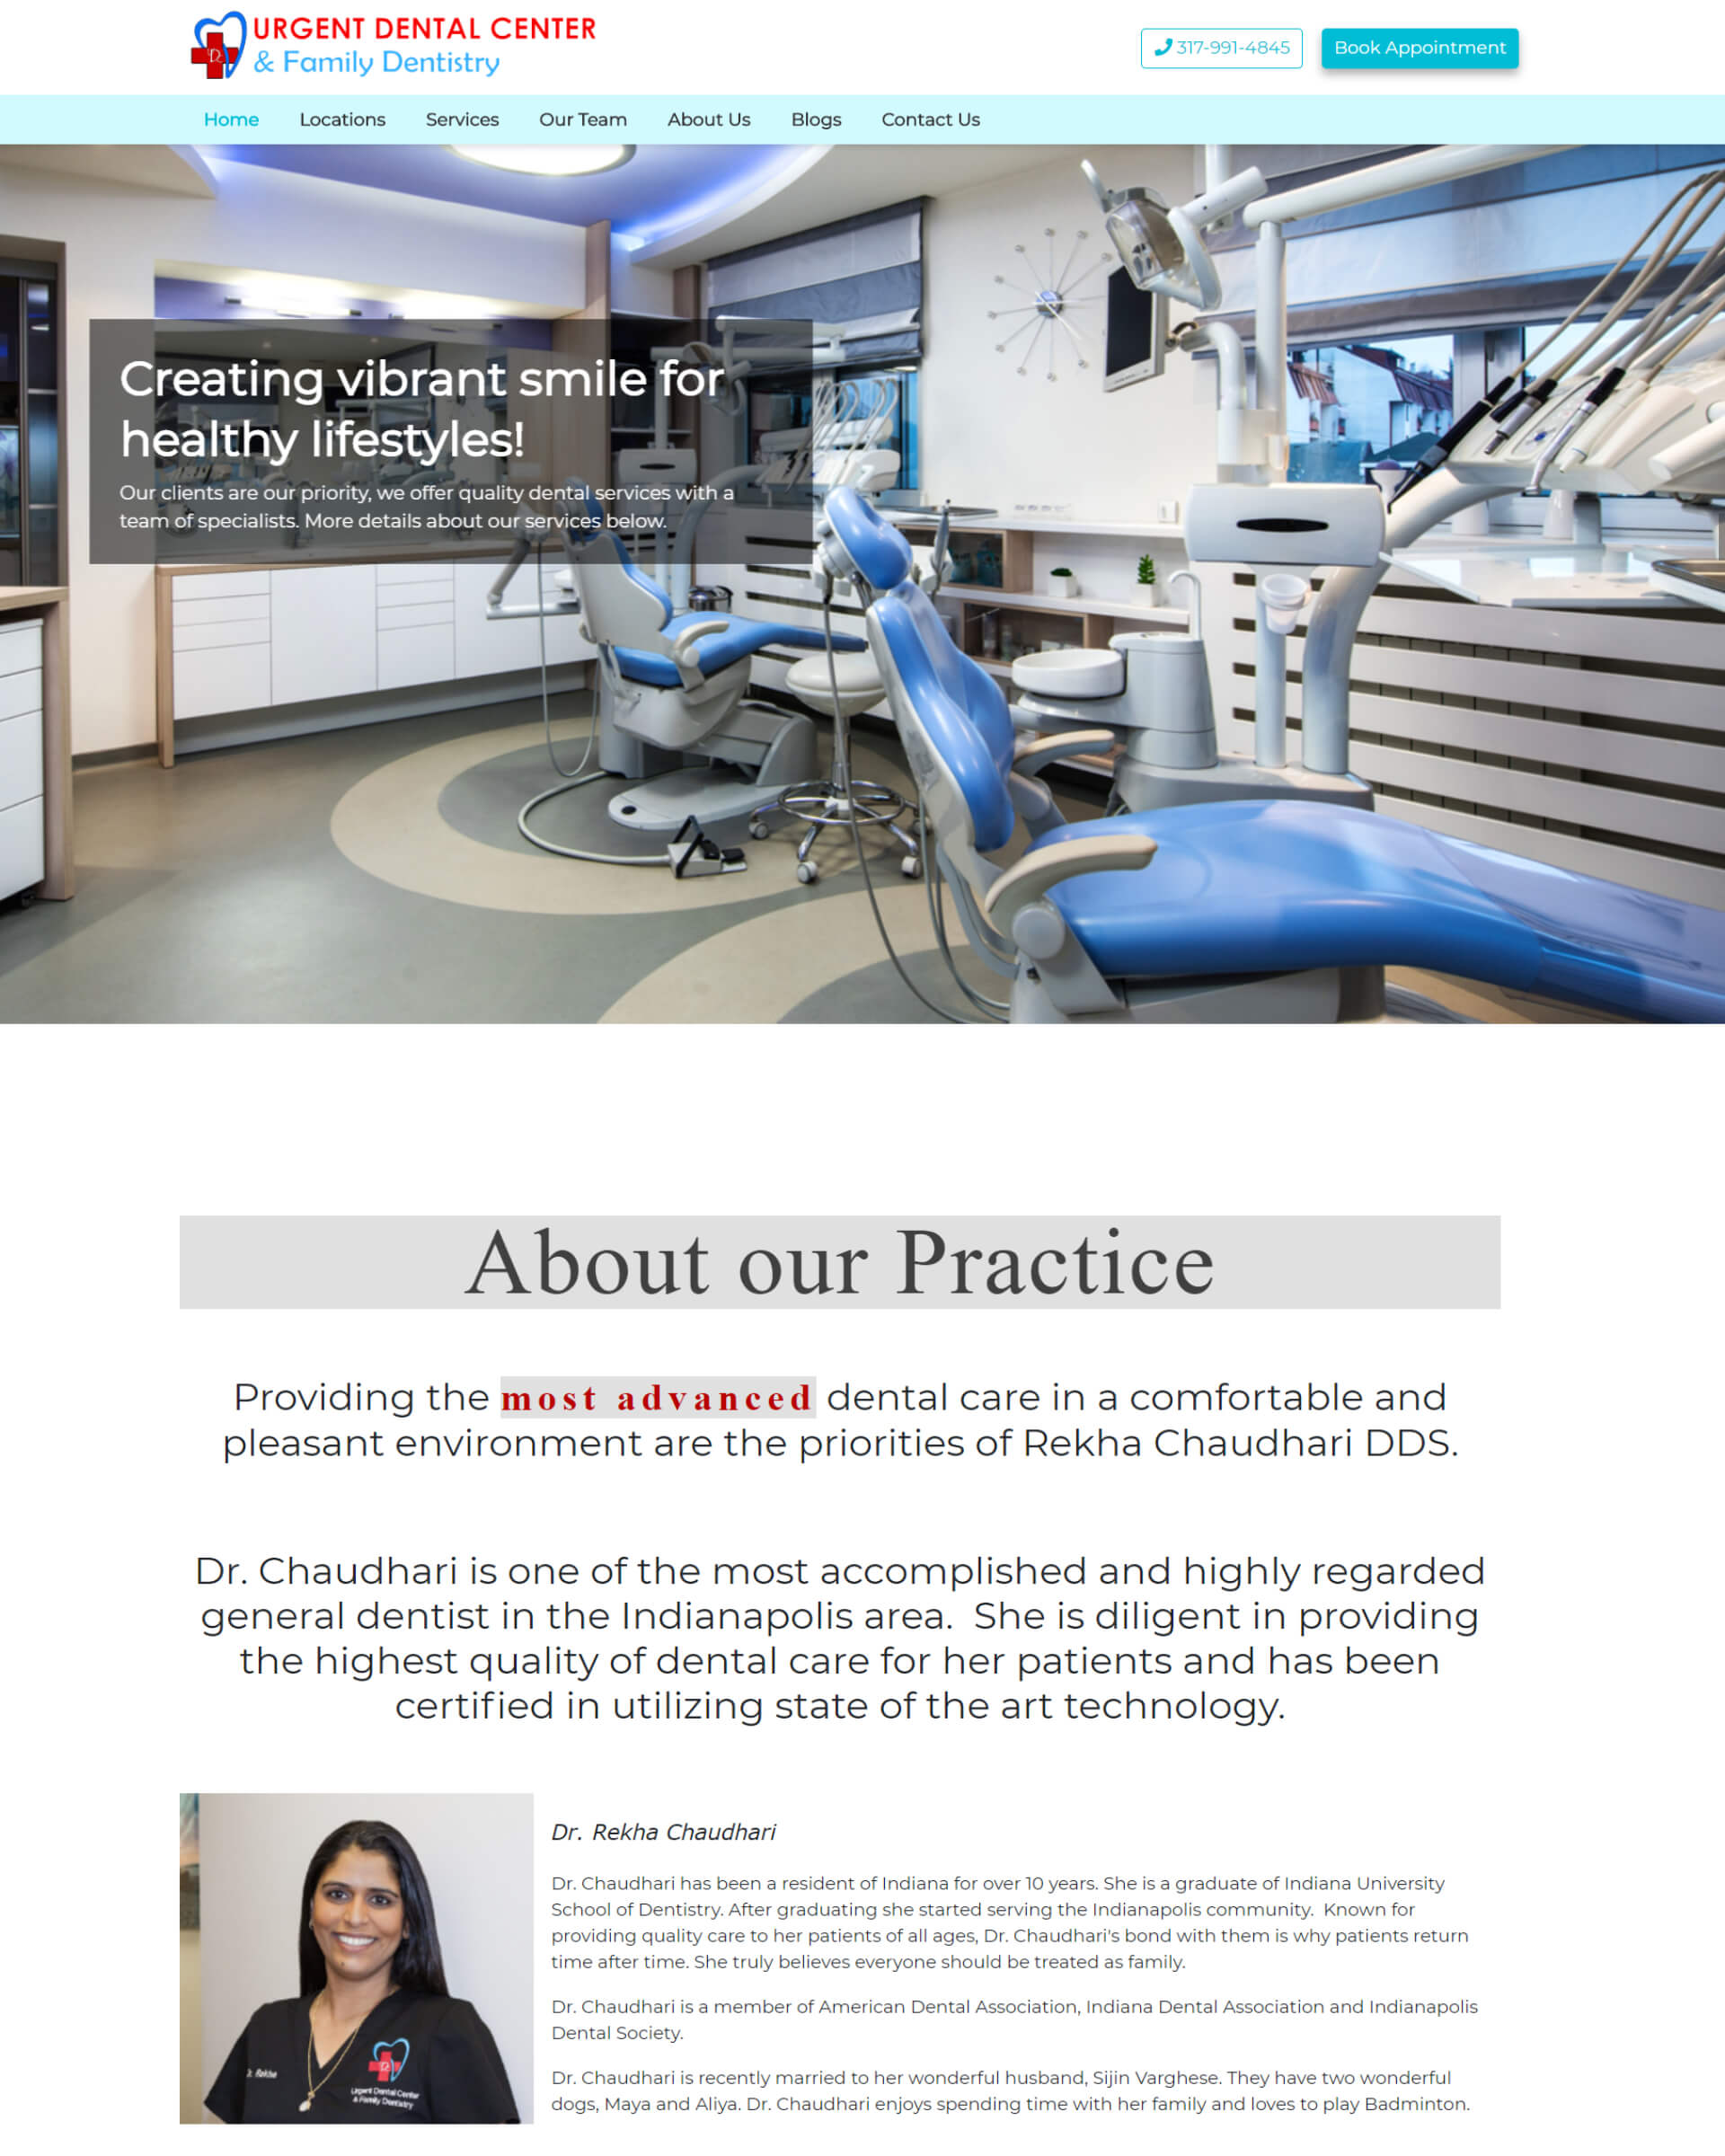 URGENT DENTAL CENTER
& Family Dentistry
317-991-4845
Book Appointment
Home Locations Services Our Team About Us Blogs Contact Us
Creating vibrant smile for
healthy lifestyles!
Our clients are our priority, we offer quality dental services with a
team of specialists. More details about our services below.
About our Practice
Providing the most advanced dental care in a comfortable and
pleasant environment are the priorities of Rekha Chaudhari DDS.
Dr. Chaudhari is one of the most accomplished and highly regarded
general dentist in the Indianapolis area. She is diligent in providing
the highest quality of dental care for her patients and has been
certified in utilizing state of the art technology.
Dr. Rekha Chaudhari
Dr. Chaudhari has been a resident of Indiana for over 10 years. She is a graduate of Indiana University
School of Dentistry. After graduating she started serving the Indianapolis community. Known for
providing quality care to her patients of all ages, Dr. Chaudhari's bond with them is why patients return
time after time. She truly believes everyone should be treated as family.
Dr. Chaudhari is a member of American Dental Association, Indiana Dental Association and Indianapolis
Dental Society.
Dr. Chaudhari is recently married to her wonderful husband, Sijin Varghese. They have two wonderful
dogs, Maya and Aliya. Dr. Chaudhari enjoys spending time with her family and loves to play Badminton.
Dr. Rekha
Urgent Dental Center
& Family Dentistry